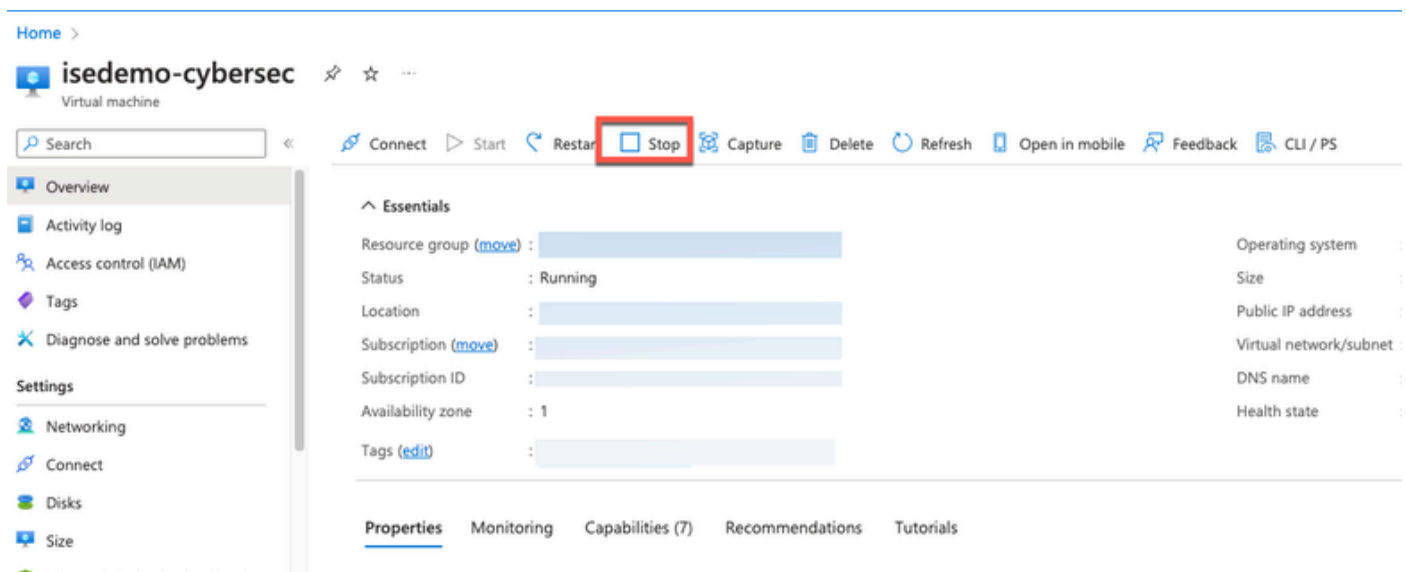 Home >
isedemo-cybersec
Virtual machine
Search
Connect Start Restar Stop Capture Delete Refresh Open in mobile Feedback CLI / PS
Overview
Activity log
Access control (IAM)
Tags
Diagnose and solve problems
Settings
Networking
Connect
Disks
Size
Essentials
Resource group (move) :
Status : Running
Location :
Subscription (move) :
Subscription ID :
Availability zone : 1
Tags (edit) :
Operating system :
Size :
Public IP address :
Virtual network/subnet :
DNS name :
Health state :
Properties Monitoring Capabilities (7) Recommendations Tutorials